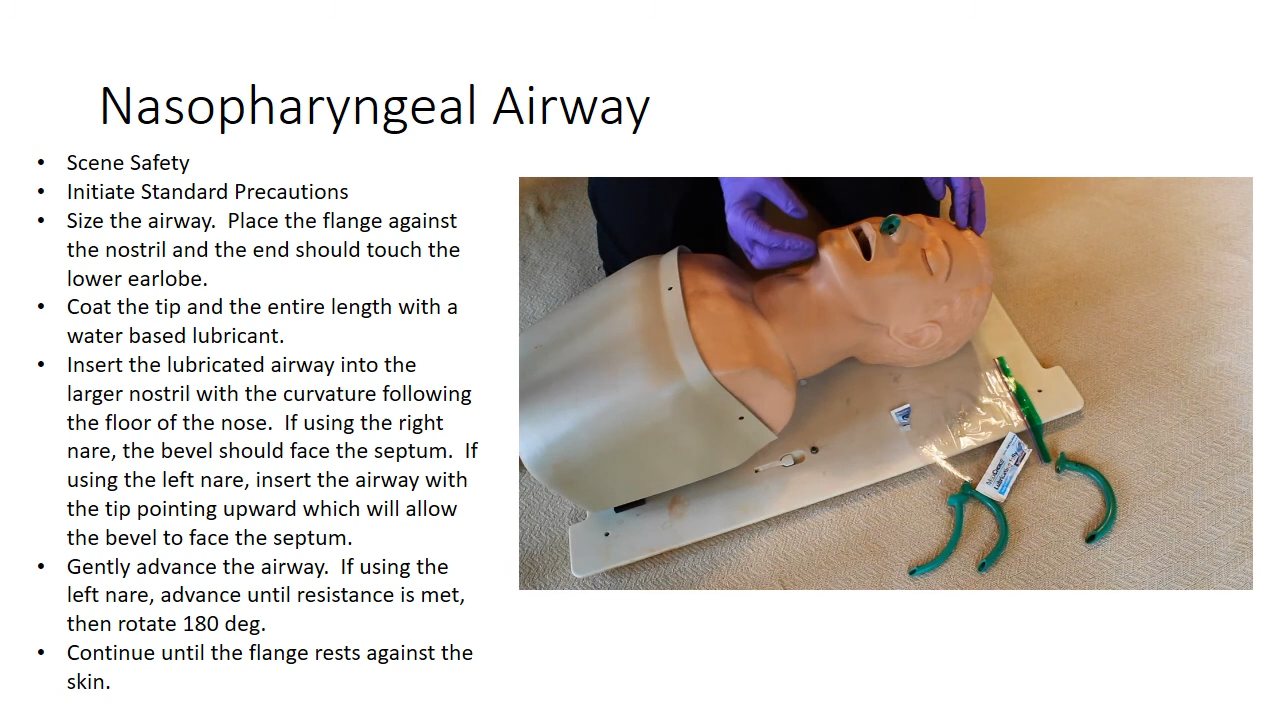 Nasopharyngeal Airway
• Scene Safety
• Initiate Standard Precautions
• Size the airway.  Place the flange against
the nostril and the end should touch the
lower earlobe.
• Coat the tip and the entire length with a
water based lubricant.
• Insert the lubricated airway into the
larger nostril with the curvature following
the floor of the nose.  If using the right
nare, the bevel should face the septum.  If
using the left nare, insert the airway with
the tip pointing upward which will allow
the bevel to face the septum.
• Gently advance the airway.  If using the
left nare, advance until resistance is met,
then rotate 180 deg.
• Continue until the flange rests against the
skin.